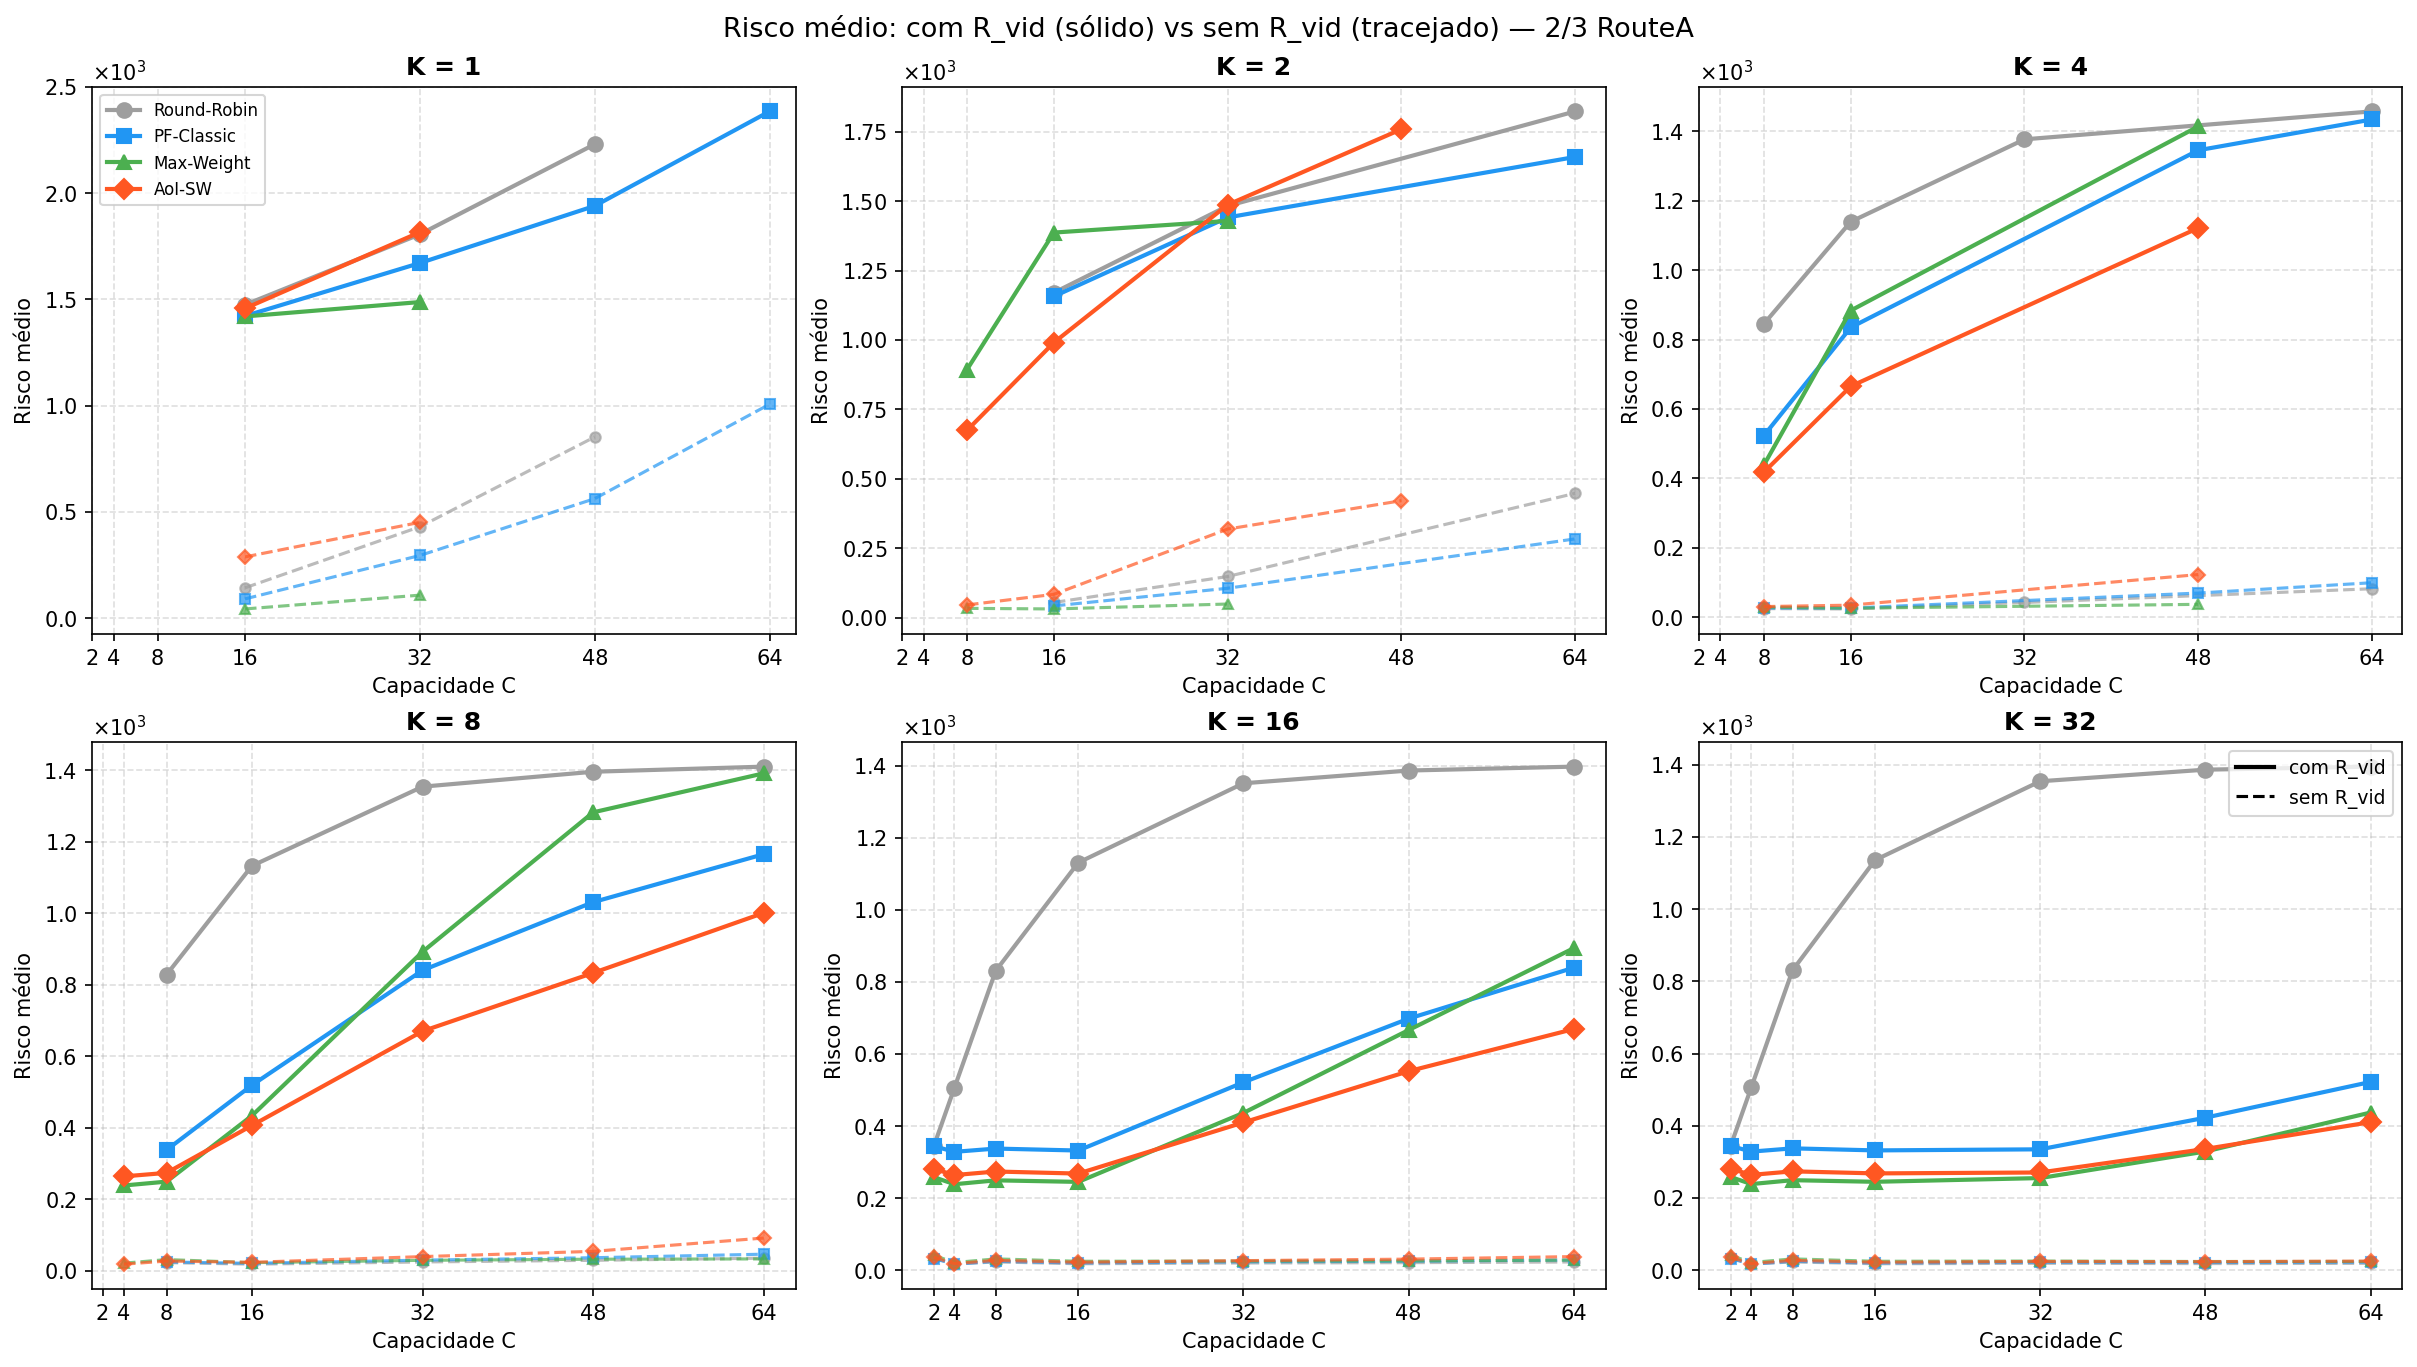 Risco médio: com R_vid (sólido) vs sem R_vid (tracejado) — 2/3 RouteA
×10³
K = 1
2.5
2.0
1.5
1.0
0.5
0.0
Risco médio
Round-Robin
PF-Classic
Max-Weight
AoI-SW
2 4 8 16 32 48 64
Capacidade C
×10³
K = 2
1.75
1.50
1.25
1.00
0.75
0.50
0.25
0.00
Risco médio
2 4 8 16 32 48 64
Capacidade C
×10³
K = 4
1.4
1.2
1.0
0.8
0.6
0.4
0.2
0.0
Risco médio
2 4 8 16 32 48 64
Capacidade C
×10³
K = 8
1.4
1.2
1.0
0.8
0.6
0.4
0.2
0.0
Risco médio
2 4 8 16 32 48 64
Capacidade C
×10³
K = 16
1.4
1.2
1.0
0.8
0.6
0.4
0.2
0.0
Risco médio
2 4 8 16 32 48 64
Capacidade C
×10³
K = 32
1.4
1.2
1.0
0.8
0.6
0.4
0.2
0.0
Risco médio
com R_vid
sem R_vid
2 4 8 16 32 48 64
Capacidade C